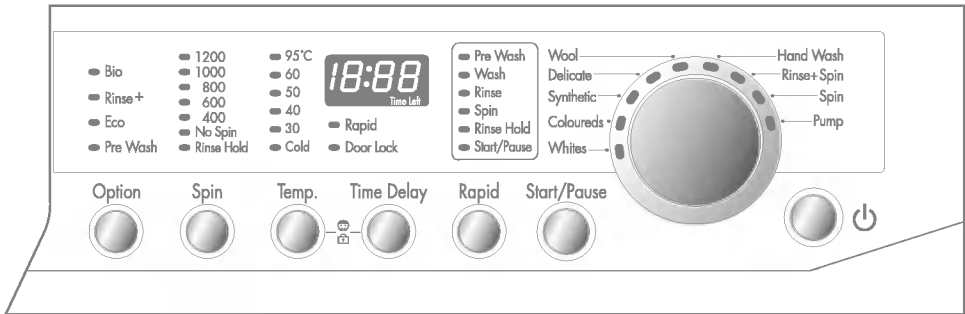 Bio
Rinse+
Eco
Pre Wash
1200
1000
800
600
400
No Spin
Rinse Hold
95°C
60
50
40
30
Cold
18:88
Time Left
Rapid
Door Lock
Pre Wash
Wash
Rinse
Spin
Rinse Hold
Start/Pause
Wool
Delicate
Synthetic
Coloureds
Whites
Hand Wash
Rinse+Spin
Spin
Pump
Option
Spin
Temp.
Time Delay
Rapid
Start/Pause